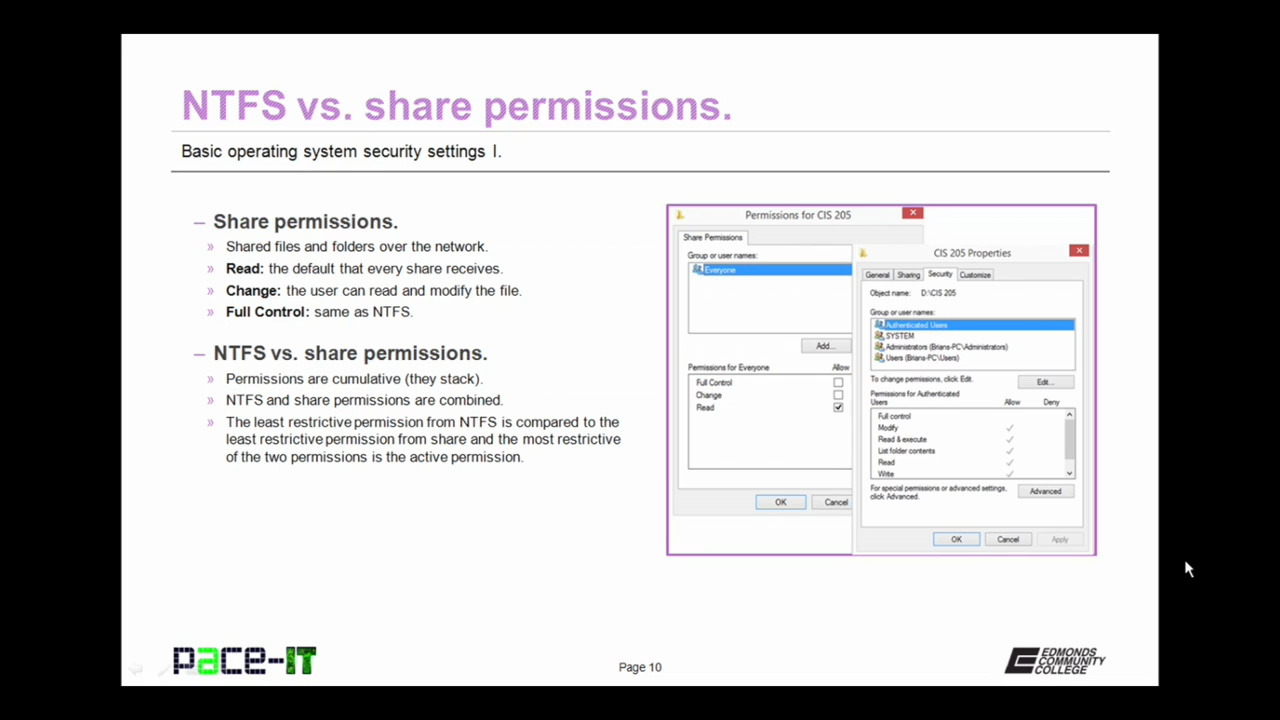 NTFS vs. share permissions.
Basic operating system security settings I.
– Share permissions.
» Shared files and folders over the network.
» Read: the default that every share receives.
» Change: the user can read and modify the file.
» Full Control: same as NTFS.
– NTFS vs. share permissions.
» Permissions are cumulative (they stack).
» NTFS and share permissions are combined.
» The least restrictive permission from NTFS is compared to the
least restrictive permission from share and the most restrictive
of the two permissions is the active permission.
Permissions for CIS 205
Share Permissions
Group or user names:
Everyone
Add...
Permissions for Everyone Allow
Full Control
Change
Read
OK Cancel
CIS 205 Properties
General Sharing Security Customize
Object name: D:\CIS 205
Group or user names:
Authenticated Users
SYSTEM
Administrators (Brians-PC\Administrators)
Users (Brians-PC\Users)
To change permissions, click Edit.
Edit...
Permissions for Authenticated
Users Allow Deny
Full control
Modify
Read & execute
List folder contents
Read
Write
For special permissions or advanced settings,
click Advanced.
Advanced
OK Cancel Apply
pace-IT
Page 10
EDMONDS
COMMUNITY
COLLEGE